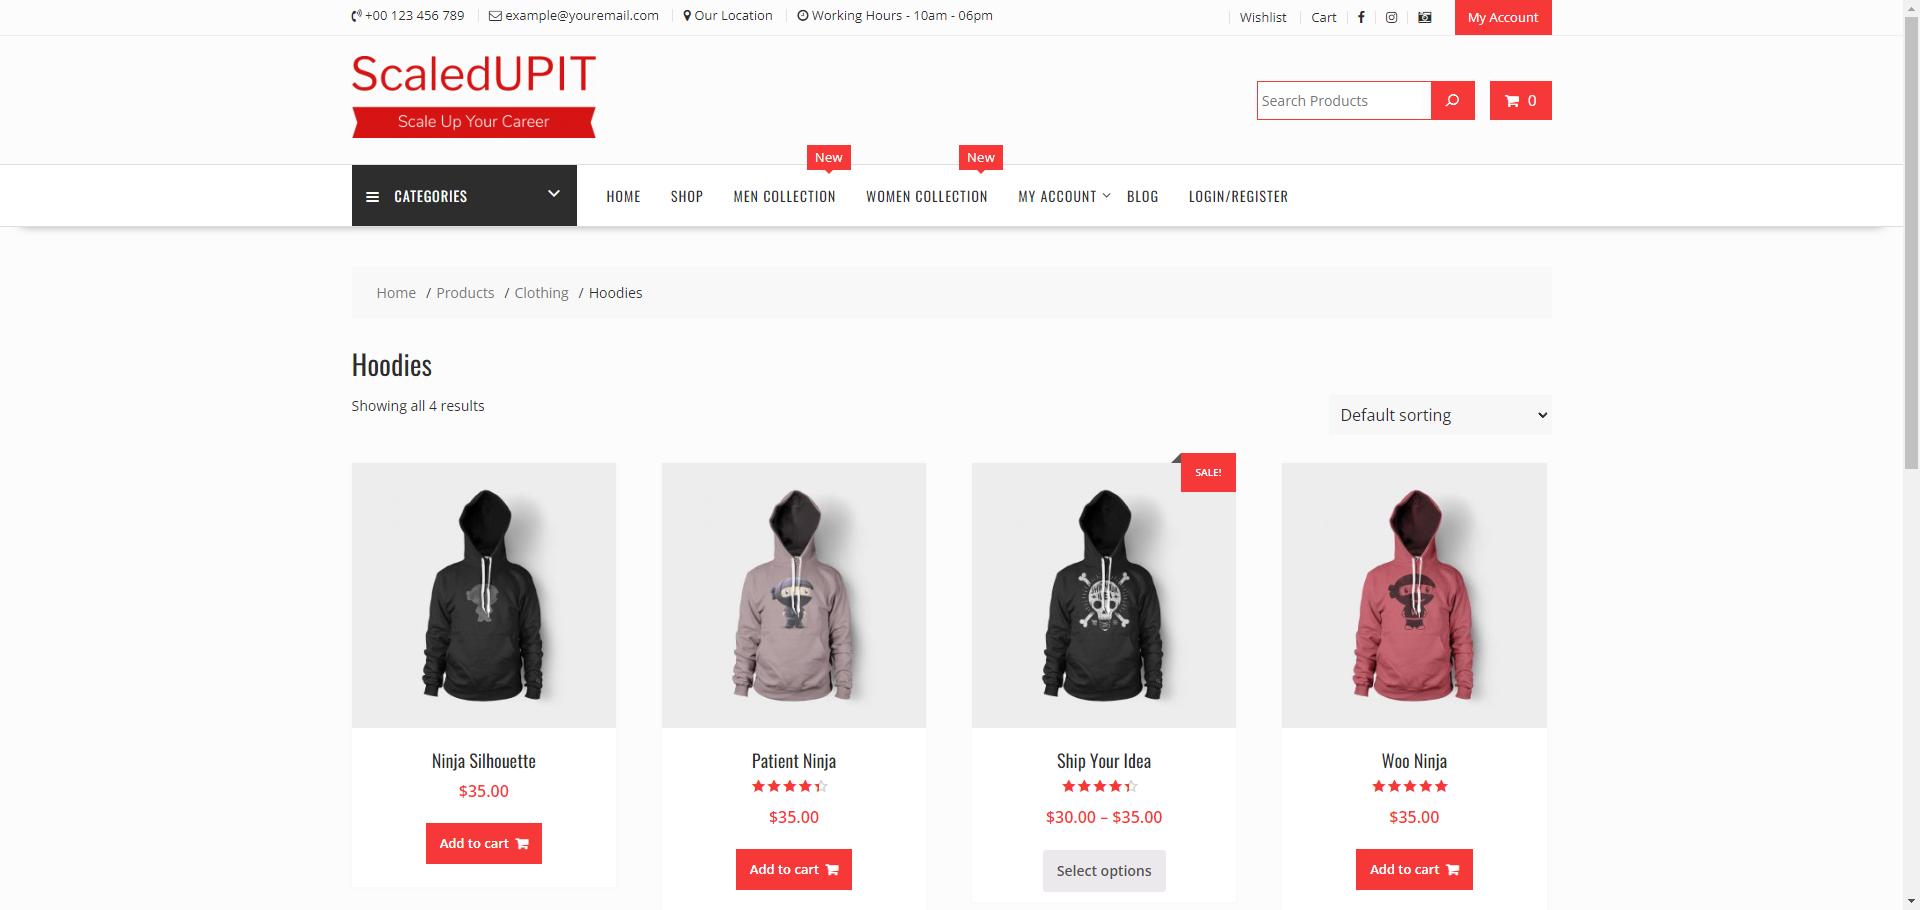 +00 123 456 789 example@youremail.com Our Location Working Hours - 10am - 06pm Wishlist Cart My Account
ScaledUPIT
Scale Up Your Career
Search Products 0
New New
CATEGORIES HOME SHOP MEN COLLECTION WOMEN COLLECTION MY ACCOUNT BLOG LOGIN/REGISTER
Home / Products / Clothing / Hoodies
Hoodies
Showing all 4 results
Default sorting
SALE!
Ninja Silhouette
$35.00
Add to cart
Patient Ninja
$35.00
Add to cart
Ship Your Idea
$30.00 – $35.00
Select options
Woo Ninja
$35.00
Add to cart